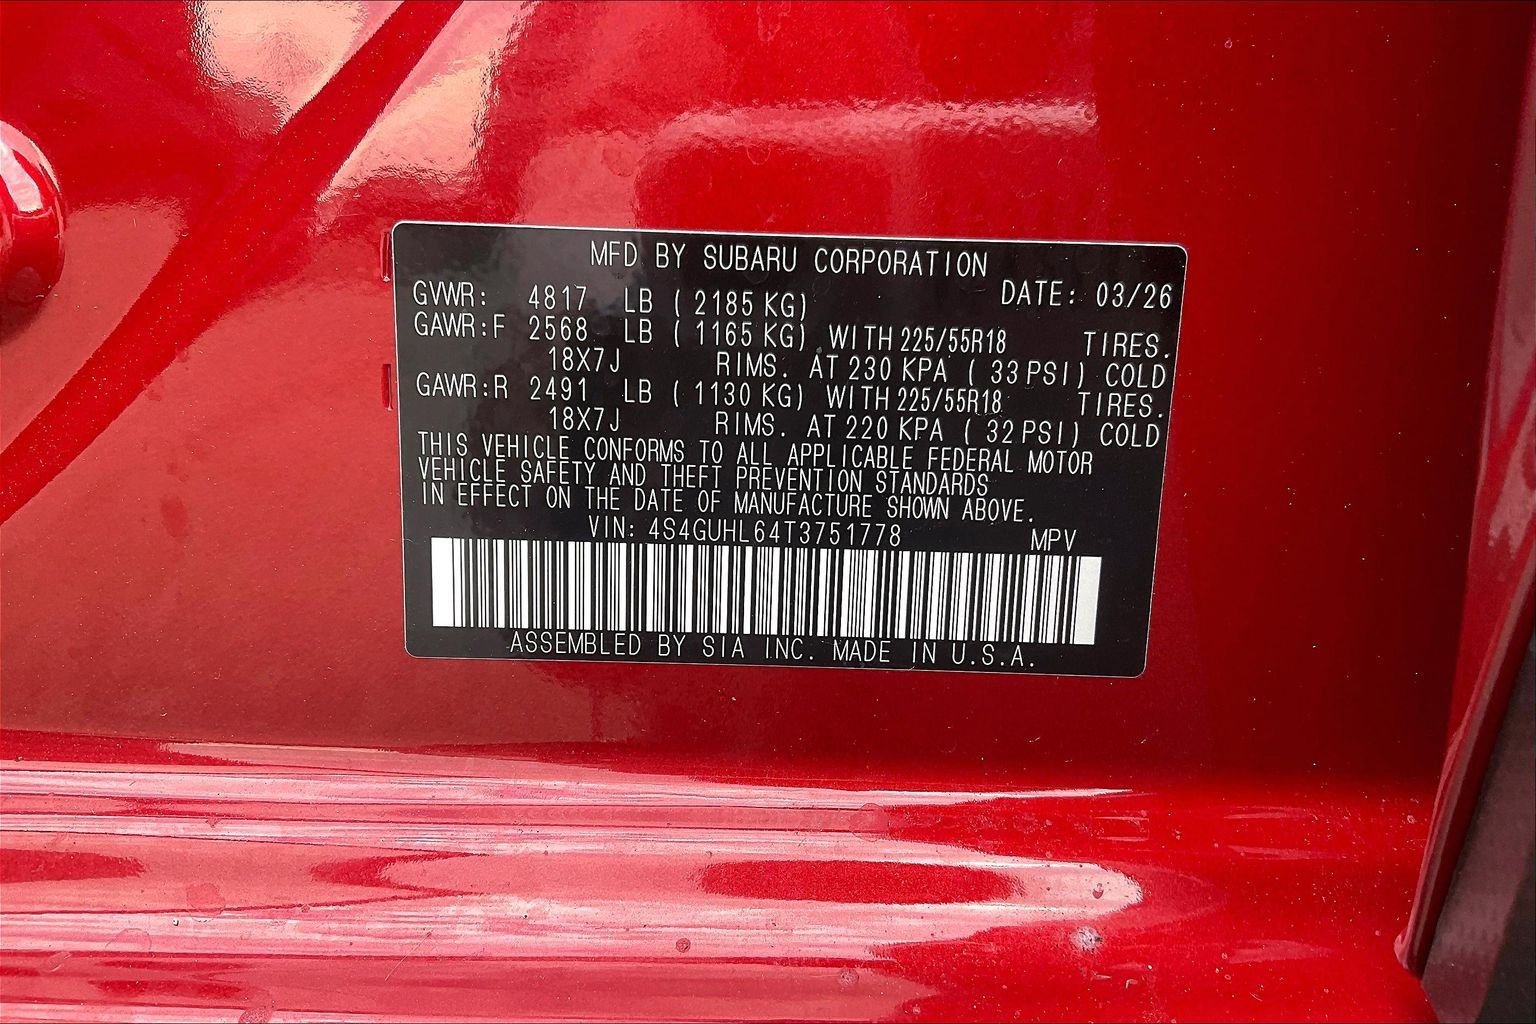 MFD BY SUBARU CORPORATION
DATE: 03/26
GVWR: 4817 LB ( 2185 KG)
GAWR:F 2568 LB ( 1165 KG) WITH 225/55R18 TIRES.
18X7J RIMS. AT 230 KPA ( 33 PSI) COLD
GAWR:R 2491 LB ( 1130 KG) WITH 225/55R18 TIRES.
18X7J RIMS. AT 220 KPA ( 32 PSI) COLD
THIS VEHICLE CONFORMS TO ALL APPLICABLE FEDERAL MOTOR
VEHICLE SAFETY AND THEFT PREVENTION STANDARDS
IN EFFECT ON THE DATE OF MANUFACTURE SHOWN ABOVE.
VIN: 4S4GUHL64T3751778 MPV
ASSEMBLED BY SIA INC. MADE IN U.S.A.